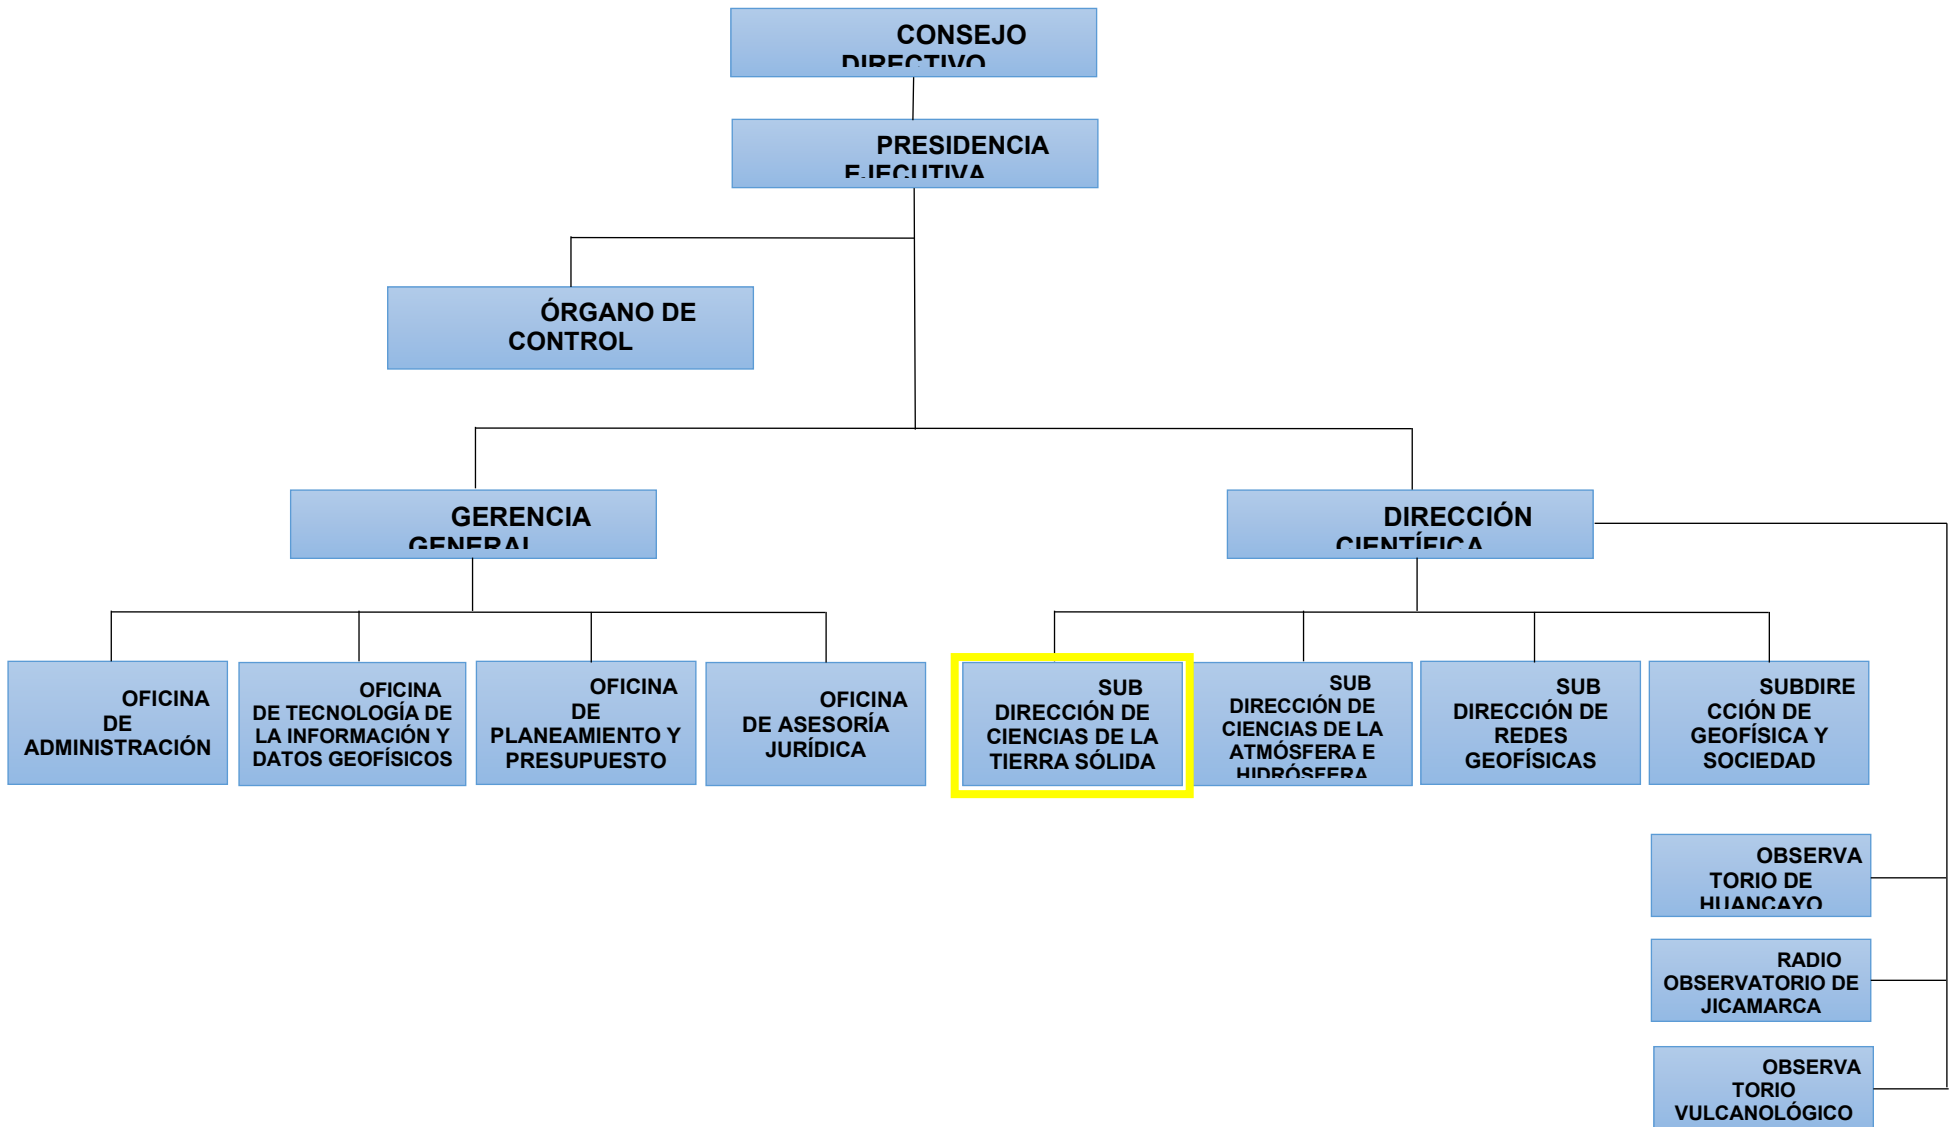 CONSEJO
DIRECTIVO
PRESIDENCIA
EJECUTIVA
ÓRGANO DE
CONTROL
GERENCIA
GENERAL
DIRECCIÓN
CIENTÍFICA
OFICINA
DE
ADMINISTRACIÓN
OFICINA
DE TECNOLOGÍA DE
LA INFORMACIÓN Y
DATOS GEOFÍSICOS
OFICINA
DE
PLANEAMIENTO Y
PRESUPUESTO
OFICINA
DE ASESORÍA
JURÍDICA
SUB
DIRECCIÓN DE
CIENCIAS DE LA
TIERRA SÓLIDA
SUB
DIRECCIÓN DE
CIENCIAS DE LA
ATMÓSFERA E
HIDRÓSFERA
SUB
DIRECCIÓN DE
REDES
GEOFÍSICAS
SUBDIRE
CCIÓN DE
GEOFÍSICA Y
SOCIEDAD
OBSERVA
TORIO DE
HUANCAYO
RADIO
OBSERVATORIO DE
JICAMARCA
OBSERVA
TORIO
VULCANOLÓGICO